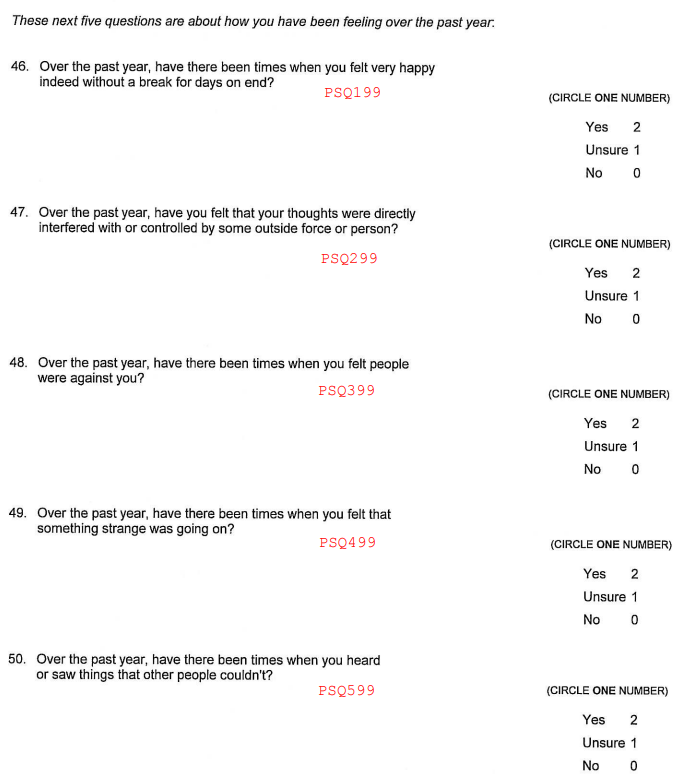 These next five questions are about how you have been feeling over the past year.
46. Over the past year, have there been times when you felt very happy
indeed without a break for days on end?
PSQ199
(CIRCLE ONE NUMBER)
Yes 2
Unsure 1
No 0
47. Over the past year, have you felt that your thoughts were directly
interfered with or controlled by some outside force or person?
PSQ299
(CIRCLE ONE NUMBER)
Yes 2
Unsure 1
No 0
48. Over the past year, have there been times when you felt people
were against you?
PSQ399
(CIRCLE ONE NUMBER)
Yes 2
Unsure 1
No 0
49. Over the past year, have there been times when you felt that
something strange was going on?
PSQ499
(CIRCLE ONE NUMBER)
Yes 2
Unsure 1
No 0
50. Over the past year, have there been times when you heard
or saw things that other people couldn't?
PSQ599
(CIRCLE ONE NUMBER)
Yes 2
Unsure 1
No 0